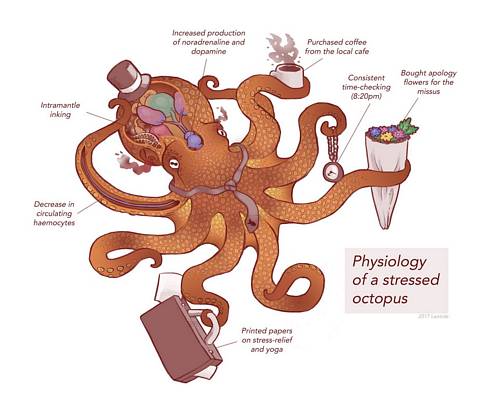 Increased production
of noradrenaline and
dopamine
Purchased coffee
from the local cafe
Consistent
time-checking
(8:20pm)
Bought apology
flowers for the
missus
Intramantle
inking
Decrease in
circulating
haemocytes
Physiology
of a stressed
octopus
2017
Printed papers
on stress-relief
and yoga